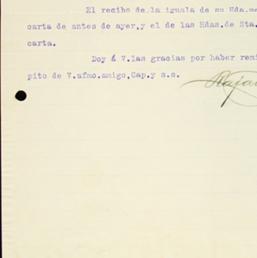 El recibo de la iguala de su Hda.
carta de antes de ayer, y el de las Hdas. de Sta.
carta.
Doy á V. las gracias por haber
pito de V. afmo. amigo, Cap. y s.s.